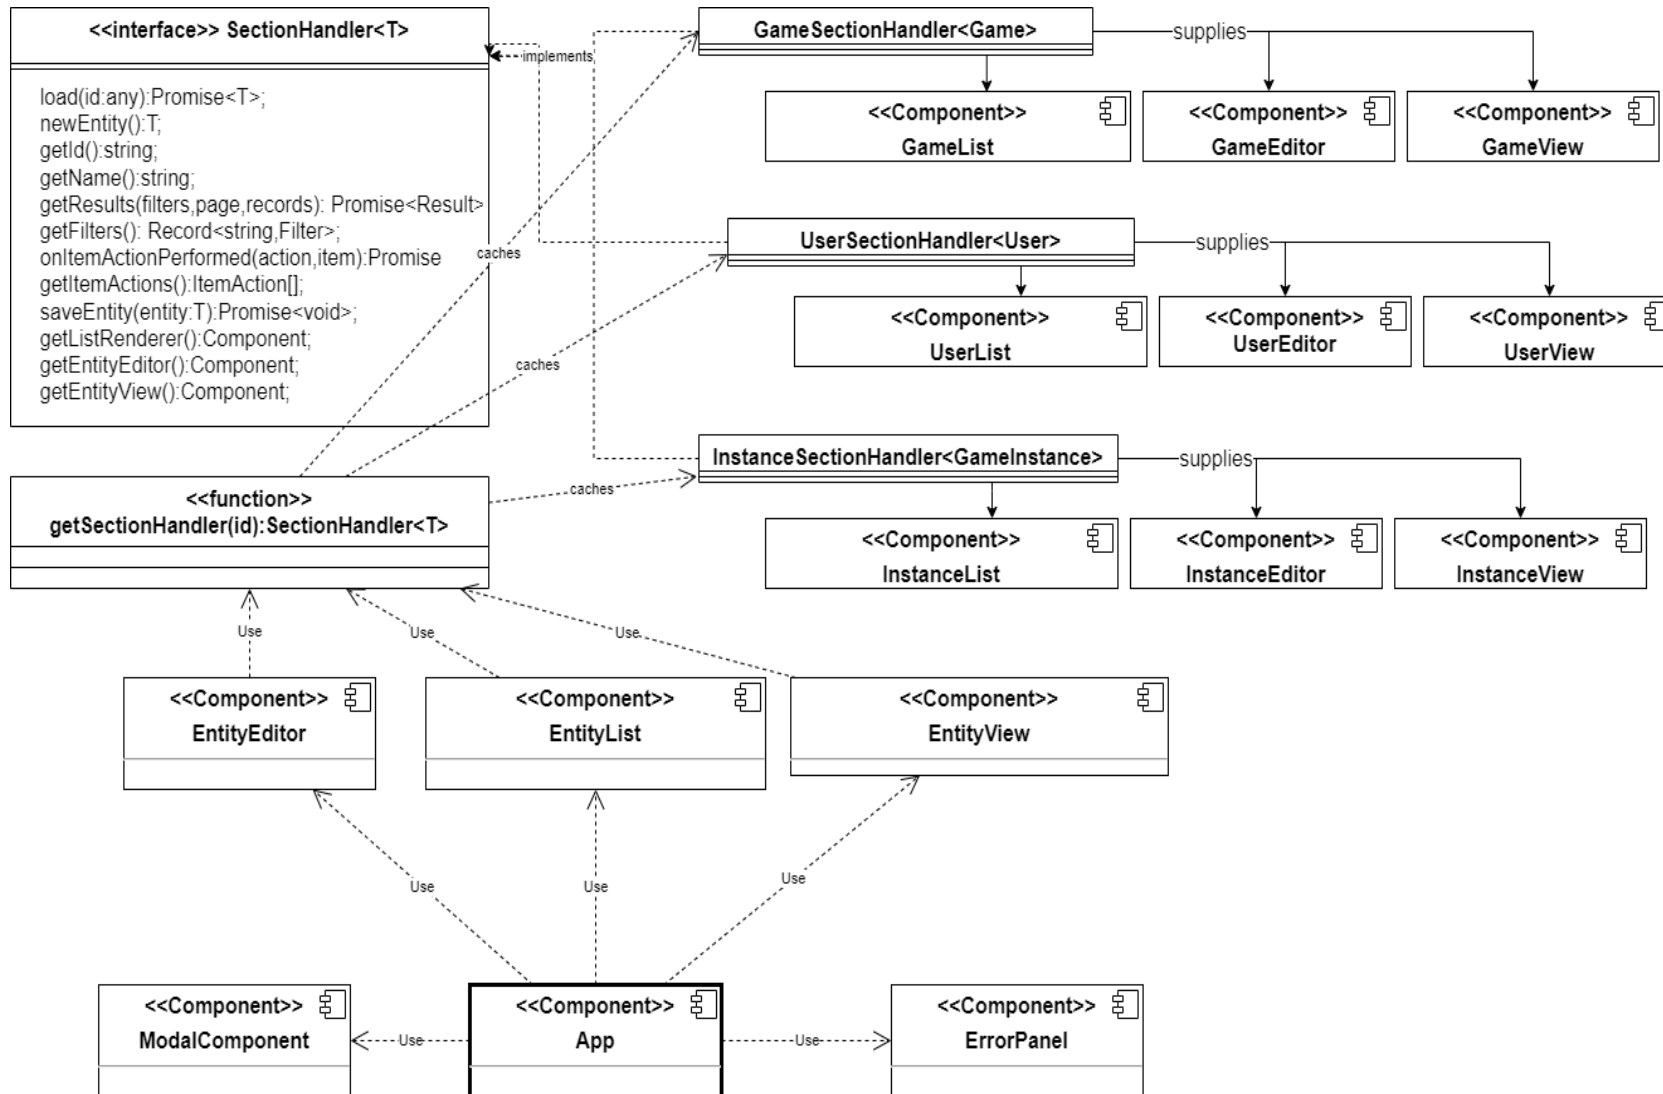 <<interface>> SectionHandler<T>
load(id:any):Promise<T>;
newEntity():T;
getId():string;
getName():string;
getResults(filters,page,records): Promise<Result>
getFilters(): Record<string,Filter>;
onItemActionPerformed(action,item):Promise
getItemActions():ItemAction[];
saveEntity(entity:T):Promise<void>;
getListRenderer():Component;
getEntityEditor():Component;
getEntityView():Component;
implements
GameSectionHandler<Game>
supplies
<<Component>>
GameList
<<Component>>
GameEditor
<<Component>>
GameView
caches
UserSectionHandler<User>
supplies
<<Component>>
UserList
<<Component>>
UserEditor
<<Component>>
UserView
caches
InstanceSectionHandler<GameInstance>
supplies
<<Component>>
InstanceList
<<Component>>
InstanceEditor
<<Component>>
InstanceView
caches
<<function>>
getSectionHandler(id):SectionHandler<T>
Use
Use
Use
<<Component>>
EntityEditor
<<Component>>
EntityList
<<Component>>
EntityView
Use
Use
Use
<<Component>>
ModalComponent
Use
<<Component>>
App
Use
<<Component>>
ErrorPanel